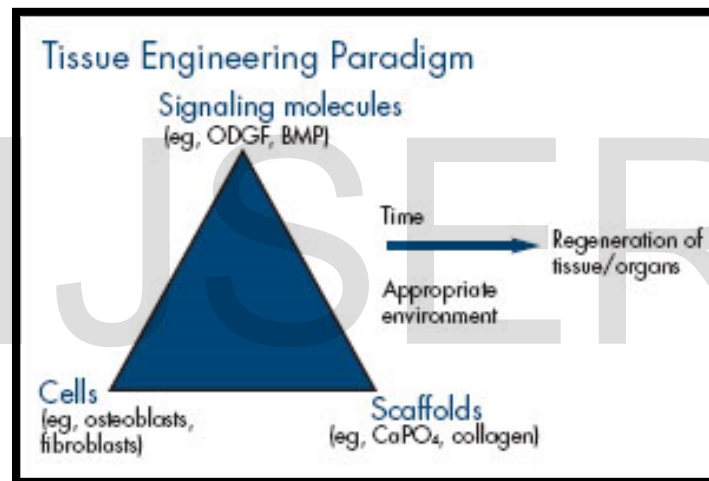 Tissue Engineering Paradigm
Signaling molecules
(eg, ODGF, BMP)
Time
Regeneration of
tissue/organs
Appropriate
environment
Cells
(eg, osteoblasts,
fibroblasts)
Scaffolds
(eg, CaPO₄, collagen)
IJSER